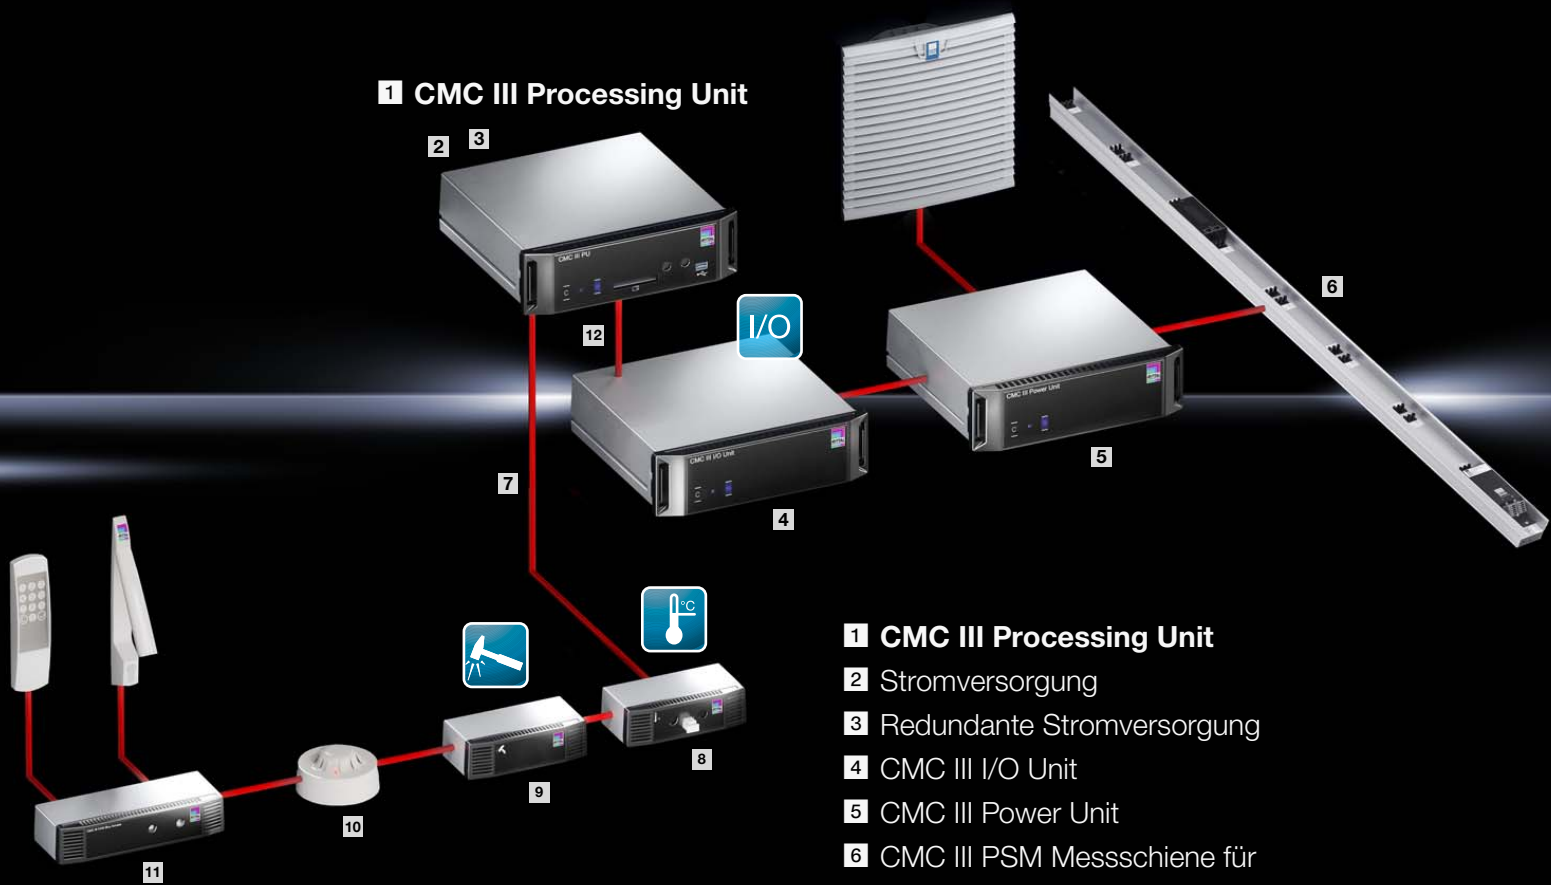 1 CMC III Processing Unit
2
3
CMC III PU
12
I/O
6
CMC III Power Unit
CMC III I/O Unit
5
7
4
°C
8
9
10
11
1 CMC III Processing Unit
2 Stromversorgung
3 Redundante Stromversorgung
4 CMC III I/O Unit
5 CMC III Power Unit
6 CMC III PSM Messschiene für